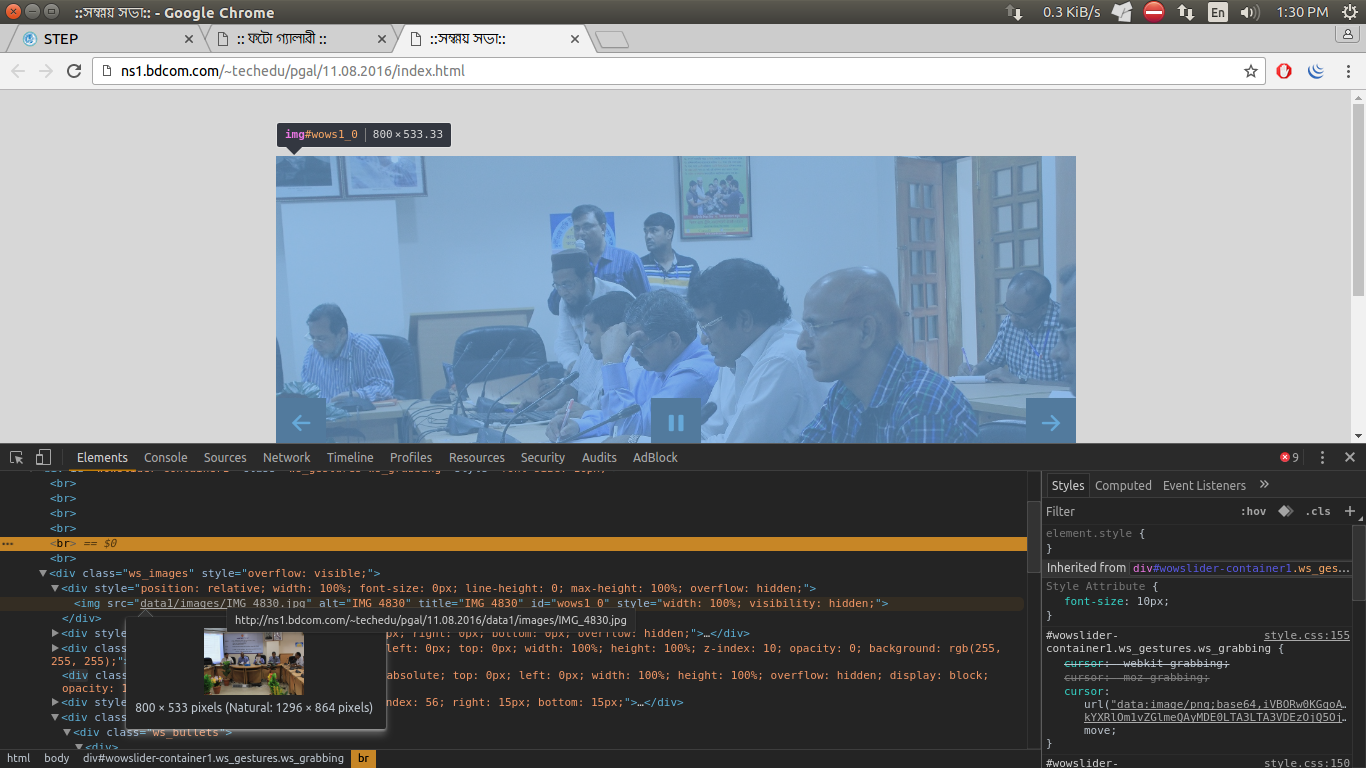 ::সমন্বয় সভা:: - Google Chrome
0.3 KiB/s
En
1:30 PM
STEP
:: ফটো গ্যালারী ::
::সমন্বয় সভা::
ns1.bdcom.com/~techedu/pgal/11.08.2016/index.html
img#wows1_0 | 800 × 533.33
Elements Console Sources Network Timeline Profiles Resources Security Audits AdBlock
9
<br>
<br>
<br>
<br>
<br> == $0
<br>
<div class="ws_images" style="overflow: visible;">
<div style="position: relative; width: 100%; font-size: 0px; line-height: 0; max-height: 100%; overflow: hidden;">
<img src="data1/images/IMG_4830.jpg" alt="IMG_4830" title="IMG_4830" id="wows1_0" style="width: 100%; visibility: hidden;">
</div>
http://ns1.bdcom.com/~techedu/pgal/11.08.2016/data1/images/IMG_4830.jpg
<div style px; right: 0px; bottom: 0px; overflow: hidden;">…</div>
<div style left: 0px; top: 0px; width: 100%; height: 100%; z-index: 10; opacity: 0; background: rgb(255,
255, 255);"
<div class bsolute; top: 0px; left: 0px; width: 100%; height: 100%; overflow: hidden; display: block;
opacity: 1
<div style ndex: 56; right: 15px; bottom: 15px;">…</div>
800 × 533 pixels (Natural: 1296 × 864 pixels)
<div class
<div class="ws_bullets">
<div>
html body div#wowslider-container1.ws_gestures.ws_grabbing br
Styles Computed Event Listeners »
Filter :hov .cls +
element.style {
}
Inherited from div#wowslider-container1.ws_ges…
Style Attribute {
font-size: 10px;
}
#wowslider- style.css:155
container1.ws_gestures.ws_grabbing {
cursor: -webkit-grabbing;
cursor: -moz-grabbing;
cursor:
url("data:image/png;base64,iVBORw0KGgoA…
move;
}
#wowslider- style.css:150